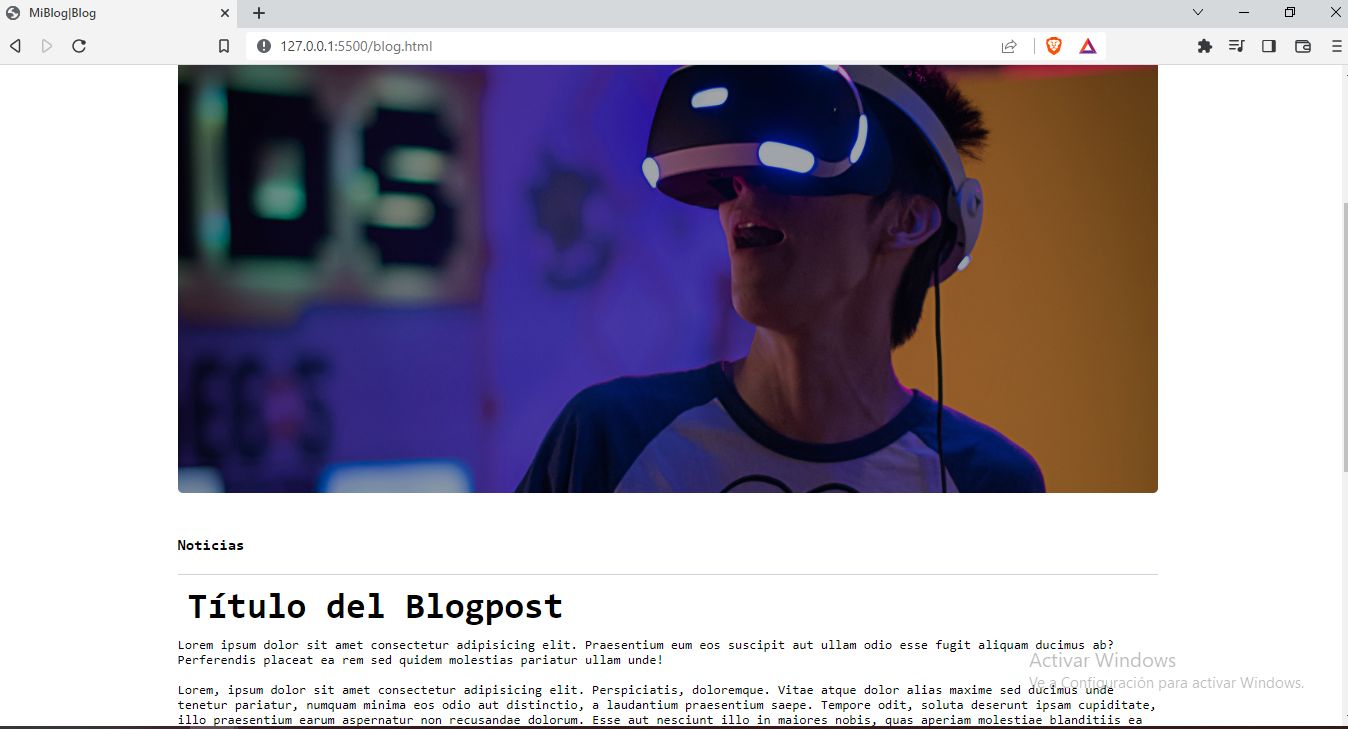 MiBlog|Blog
127.0.0.1:5500/blog.html
Noticias
Título del Blogpost
Lorem ipsum dolor sit amet consectetur adipisicing elit. Praesentium eum eos suscipit aut ullam odio esse fugit aliquam ducimus ab?
Perferendis placeat ea rem sed quidem molestias pariatur ullam unde!
Activar Windows
Ve a Configuración para activar Windows.
Lorem, ipsum dolor sit amet consectetur adipisicing elit. Perspiciatis, doloremque. Vitae atque dolor alias maxime sed ducimus unde
tenetur pariatur, numquam minima eos odio aut distinctio, a laudantium praesentium saepe. Tempore odit, soluta deserunt ipsam cupiditate,
illo praesentium earum aspernatur non recusandae dolorum. Esse aut nesciunt illo in maiores nobis, quas aperiam molestiae blanditiis ea